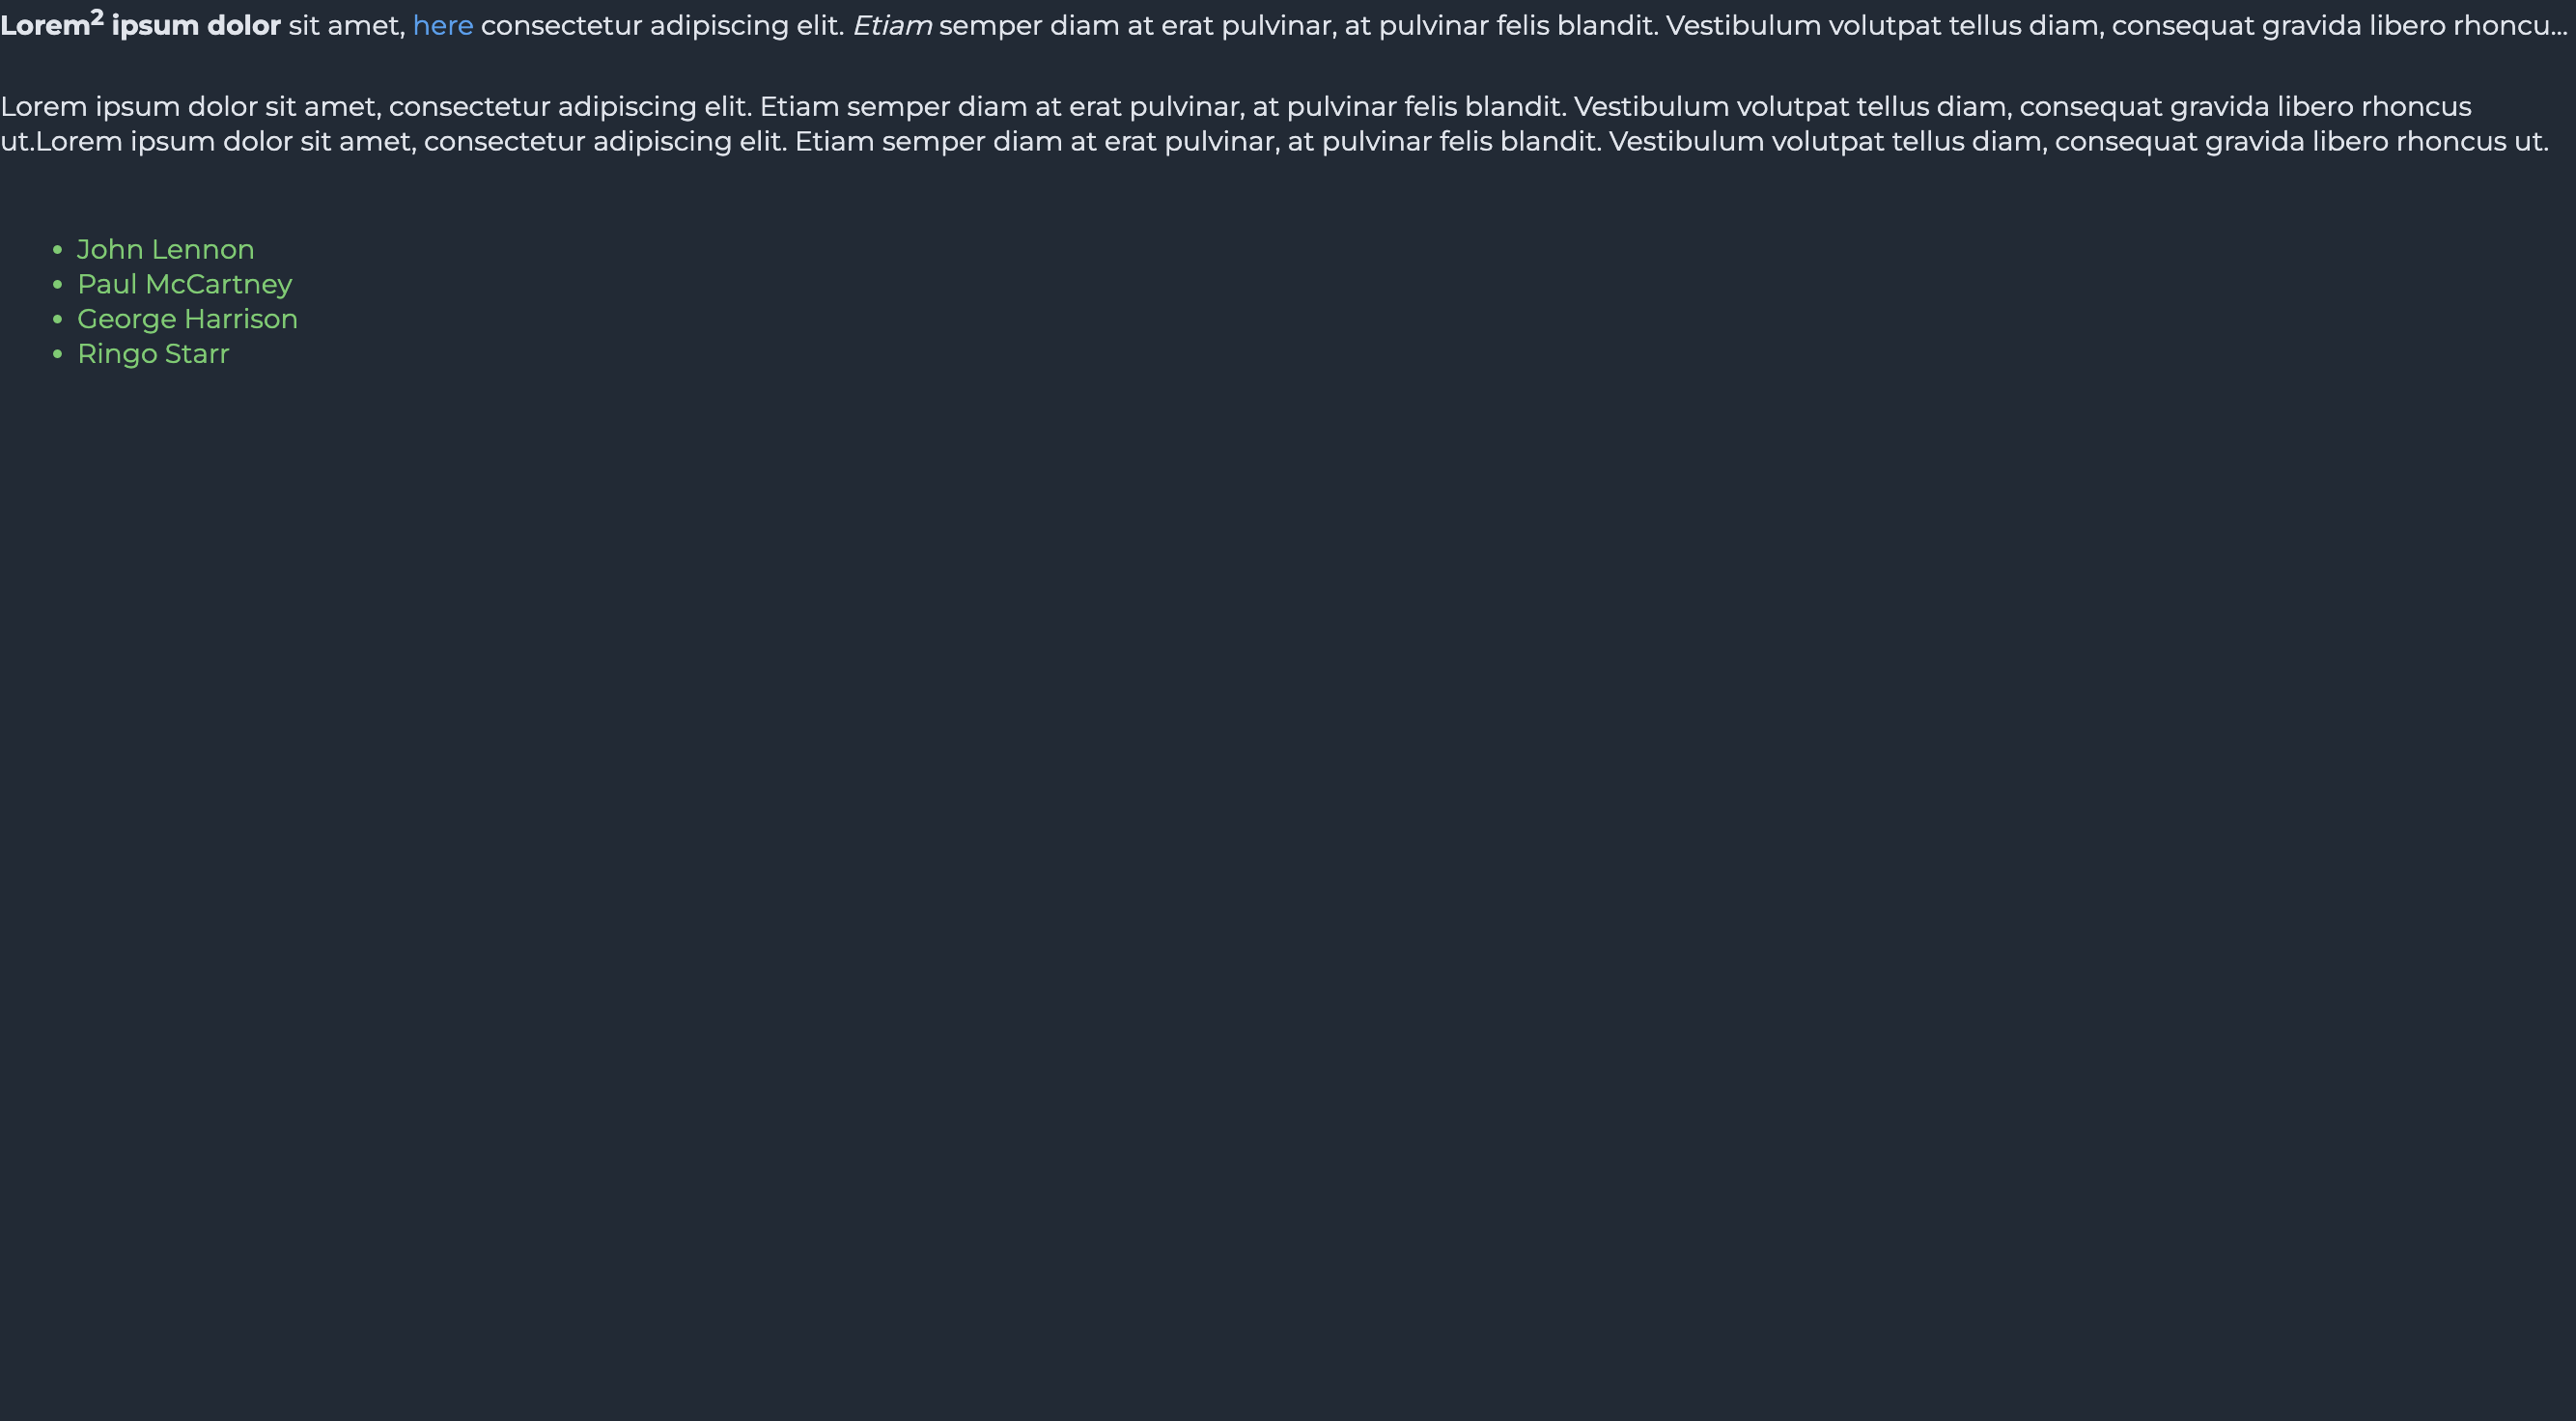 Lorem² ipsum dolor sit amet, here consectetur adipiscing elit. Etiam semper diam at erat pulvinar, at pulvinar felis blandit. Vestibulum volutpat tellus diam, consequat gravida libero rhoncu...
Lorem ipsum dolor sit amet, consectetur adipiscing elit. Etiam semper diam at erat pulvinar, at pulvinar felis blandit. Vestibulum volutpat tellus diam, consequat gravida libero rhoncus
ut.Lorem ipsum dolor sit amet, consectetur adipiscing elit. Etiam semper diam at erat pulvinar, at pulvinar felis blandit. Vestibulum volutpat tellus diam, consequat gravida libero rhoncus ut.
• John Lennon
• Paul McCartney
• George Harrison
• Ringo Starr